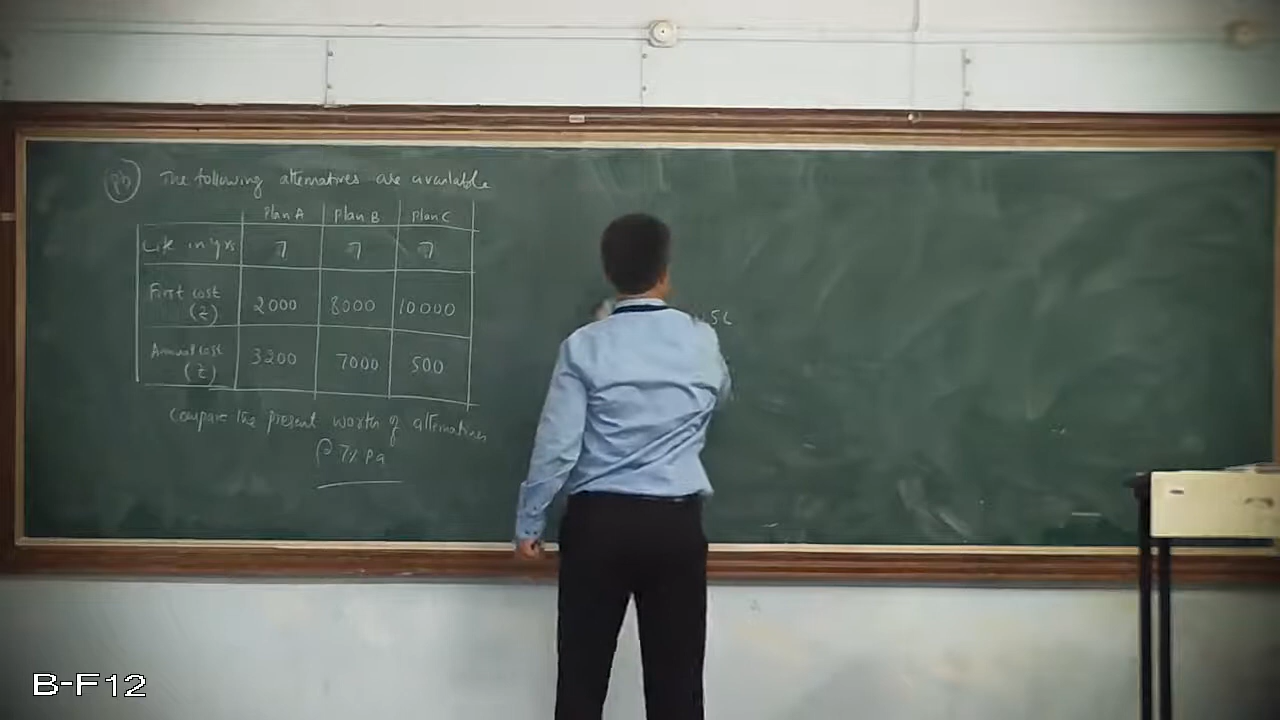 Pb) The following alternatives are available
Plan A Plan B Plan C
Life in yrs 7 7 7
First cost 2000 8000 10000
(₹)
Annual cost 3200 7000 500
(₹)
Compare the present worth of alternatives
@ 7% pa
B-F12